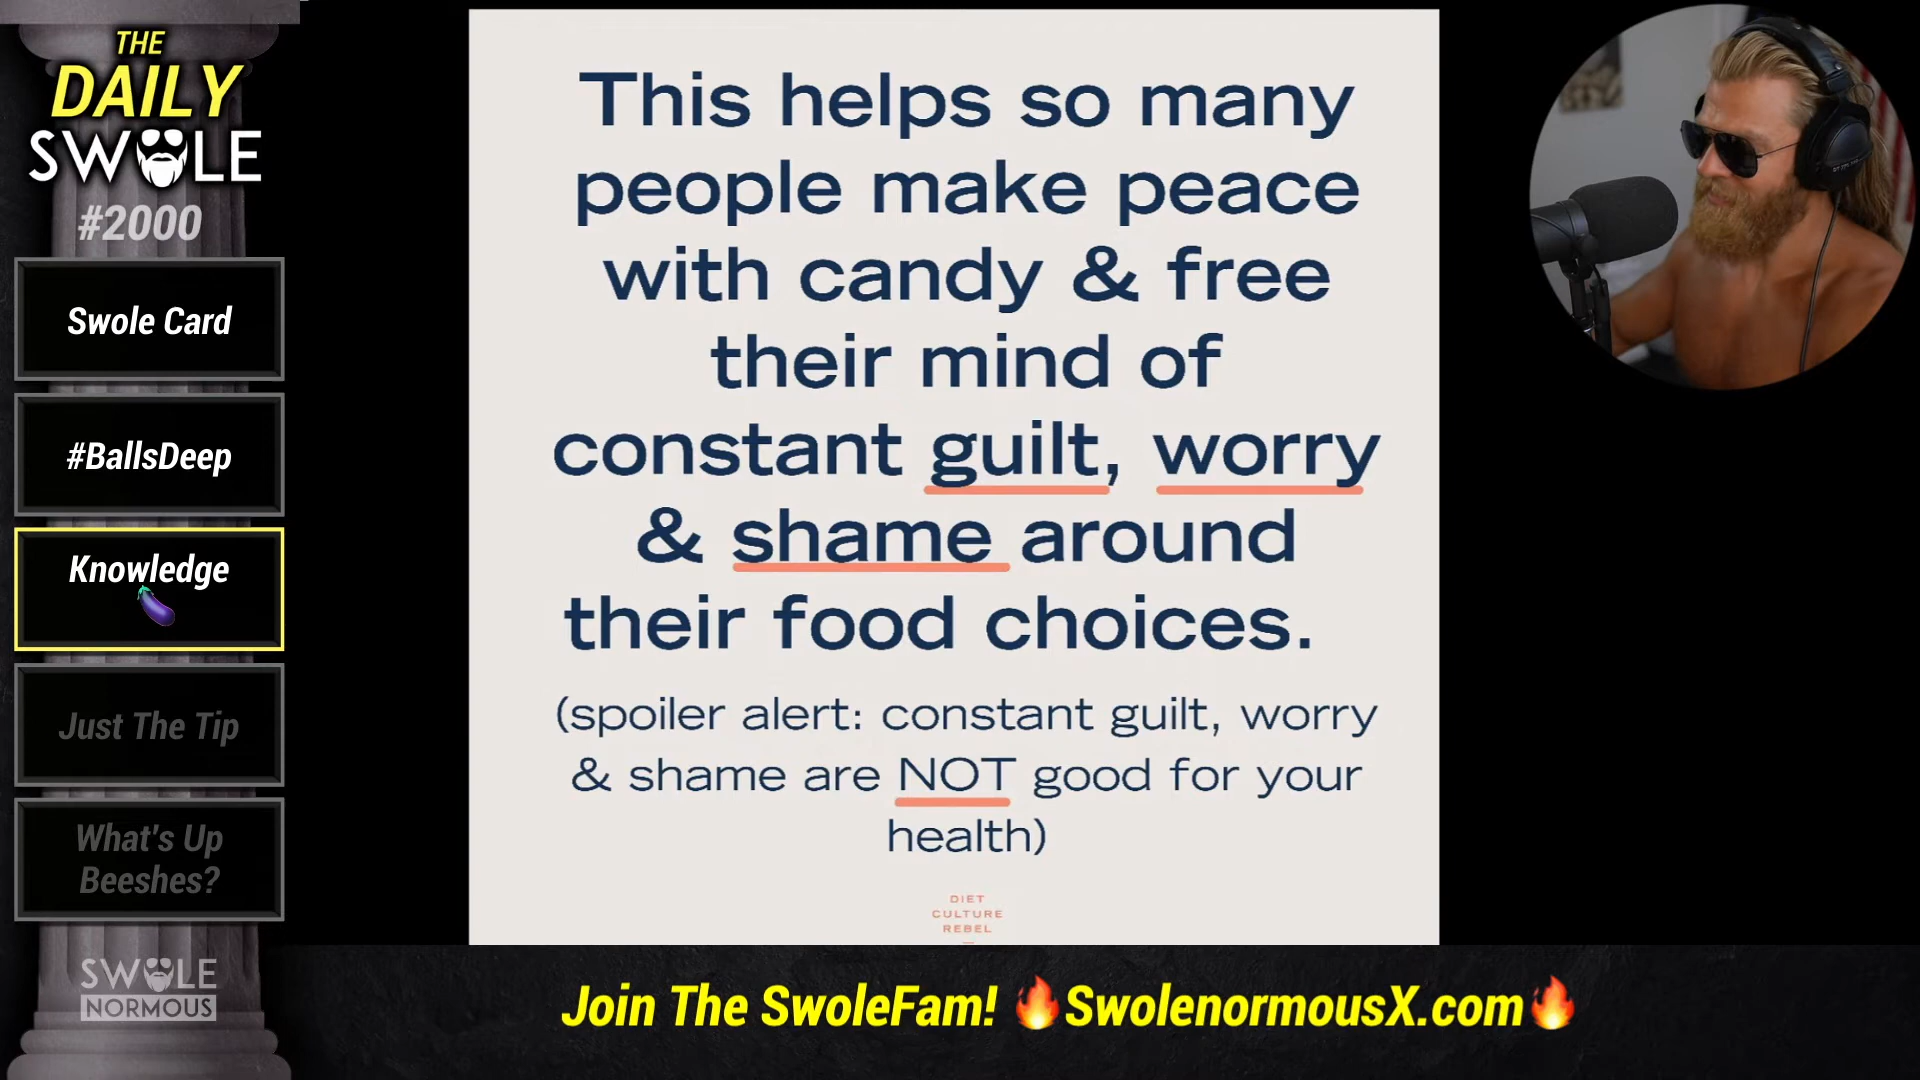 THE
DAILY
SWOLE
#2000
Swole Card
#BallsDeep
Knowledge
Just The Tip
What's Up
Beeshes?
SWOLE
NORMOUS
This helps so many
people make peace
with candy & free
their mind of
constant guilt, worry
& shame around
their food choices.
(spoiler alert: constant guilt, worry
& shame are NOT good for your
health)
DIET
CULTURE
REBEL
Join The SwoleFam! 🔥SwolenormousX.com🔥